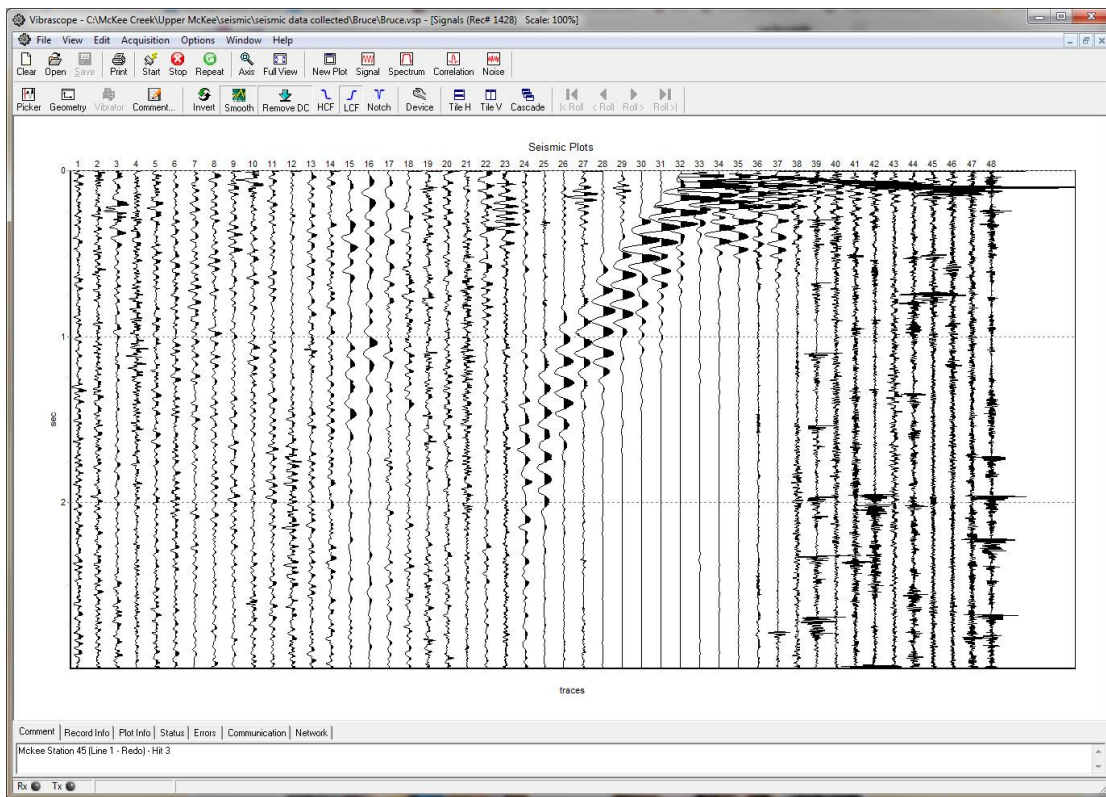 Vibrascope - C:\McKee Creek\Upper McKee\seismic\seismic data collected\Bruce\Bruce.vsp - [Signals (Rec# 1428) Scale: 100%]
File View Edit Acquisition Options Window Help
Clear Open Save Print Start Stop Repeat Axis Full View New Plot Signal Spectrum Correlation Noise
Picker Geometry Vibrator Comment... Invert Smooth Remove DC HCF LCF Notch Device Tile H Tile V Cascade |< Roll < Roll Roll > Roll >|
Seismic Plots
1 2 3 4 5 6 7 8 9 10 11 12 13 14 15 16 17 18 19 20 21 22 23 24 25 26 27 28 29 30 31 32 33 34 35 36 37 38 39 40 41 42 43 44 45 46 47 48
0
1
sec
2
traces
Comment Record Info Plot Info Status Errors Communication Network
Mckee Station 45 (Line 1 - Redo) - Hit 3
Rx Tx